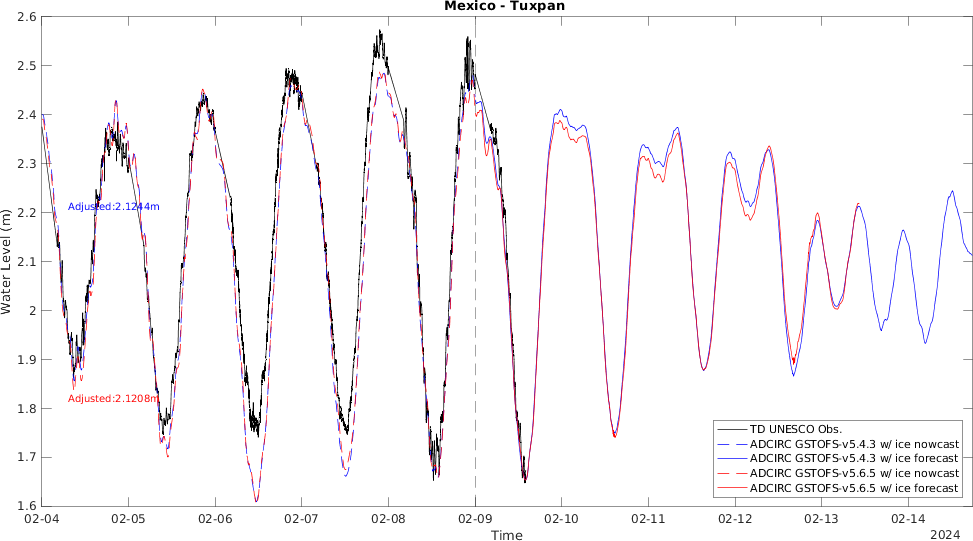 Mexico - Tuxpan
2.6
2.5
2.4
2.3
2.2
2.1
2
1.9
1.8
1.7
1.6
Water Level (m)
Adjusted:2.1244m
Adjusted:2.1208m
TD UNESCO Obs.
ADCIRC GSTOFS-v5.4.3 w/ ice nowcast
ADCIRC GSTOFS-v5.4.3 w/ ice forecast
ADCIRC GSTOFS-v5.6.5 w/ ice nowcast
ADCIRC GSTOFS-v5.6.5 w/ ice forecast
02-04 02-05 02-06 02-07 02-08 02-09 02-10 02-11 02-12 02-13 02-14
Time
2024